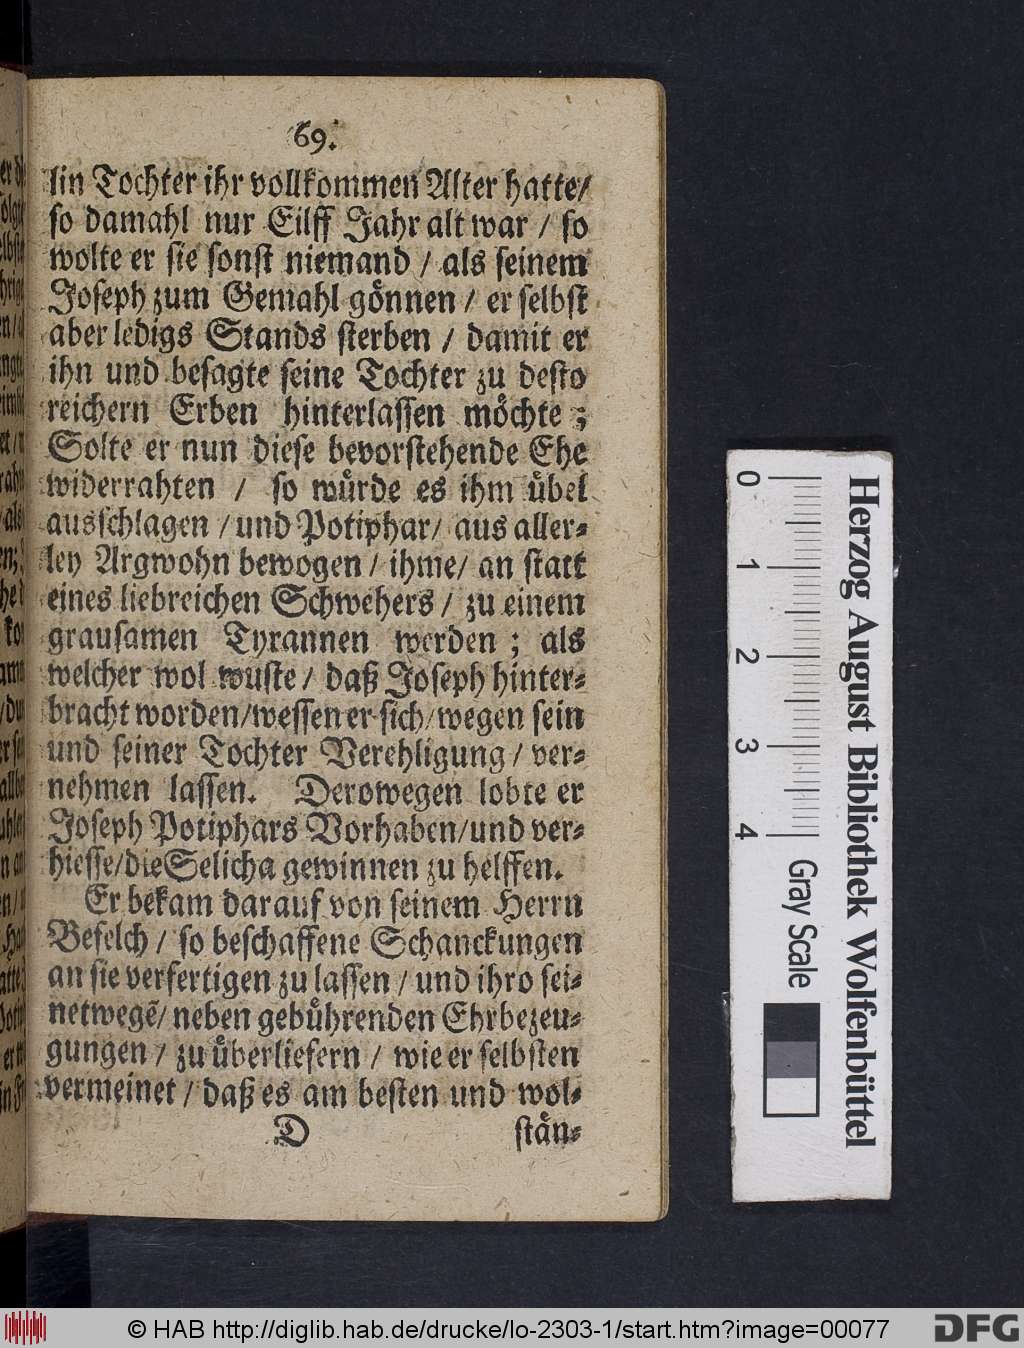 69.
lin Tochter ihr vollkommen Alter hatte/
so damahl nur Eilff Jahr alt war / so
wolte er sie sonst niemand / als seinem
Joseph zum Gemahl gönnen / er selbst
aber ledigs Stands sterben / damit er
ihn und besagte seine Tochter zu desto
reichern Erben hinterlassen möchte ;
Solte er nun diese bevorstehende Ehe
widerrahten / so würde es ihm übel
ausschlagen / und Potiphar/ aus aller-
ley Argwohn bewogen / ihme/ an statt
eines liebreichen Schwehers / zu einem
grausamen Tyrannen werden ; als
welcher wol wuste / daß Joseph hinter-
bracht worden/wessen er sich/wegen sein
und seiner Tochter Verehligung / ver-
nehmen lassen. Derowegen lobte er
Joseph Potiphars Vorhaben/und ver-
hiesse/die Selicha gewinnen zu helffen.
Er bekam darauf von seinem Herrn
Befelch / so beschaffene Schanckungen
an sie verfertigen zu lassen / und ihro sei-
netwegẽ/ neben gebührenden Ehrbezeu-
gungen / zu überliefern / wie er selbsten
vermeinet / daß es am besten und wol-
D stän-
0 1 2 3 4
Gray Scale
Herzog August Bibliothek Wolfenbüttel
© HAB http://diglib.hab.de/drucke/lo-2303-1/start.htm?image=00077
DFG